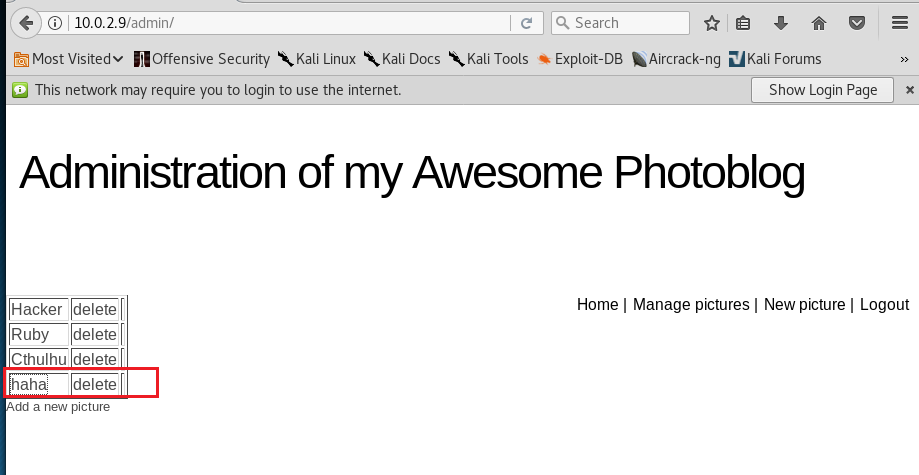 10.0.2.9/admin/
Search
Most Visited Offensive Security Kali Linux Kali Docs Kali Tools Exploit-DB Aircrack-ng Kali Forums »
This network may require you to login to use the internet. Show Login Page
Administration of my Awesome Photoblog
Home | Manage pictures | New picture | Logout
Hacker delete
Ruby delete
Cthulhu delete
haha delete
Add a new picture